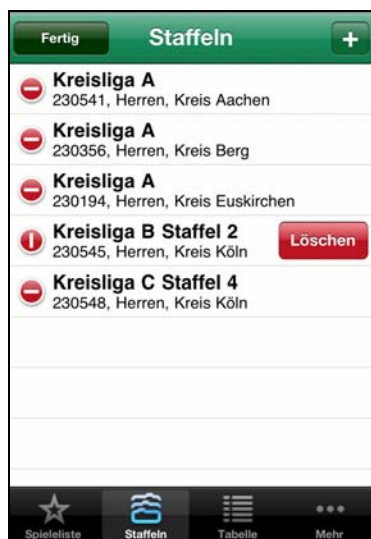 Fertig Staffeln +
Kreisliga A
230541, Herren, Kreis Aachen
Kreisliga A
230356, Herren, Kreis Berg
Kreisliga A
230194, Herren, Kreis Euskirchen
Kreisliga B Staffel 2
230545, Herren, Kreis Köln
Löschen
Kreisliga C Staffel 4
230548, Herren, Kreis Köln
Spieleliste Staffeln Tabelle Mehr